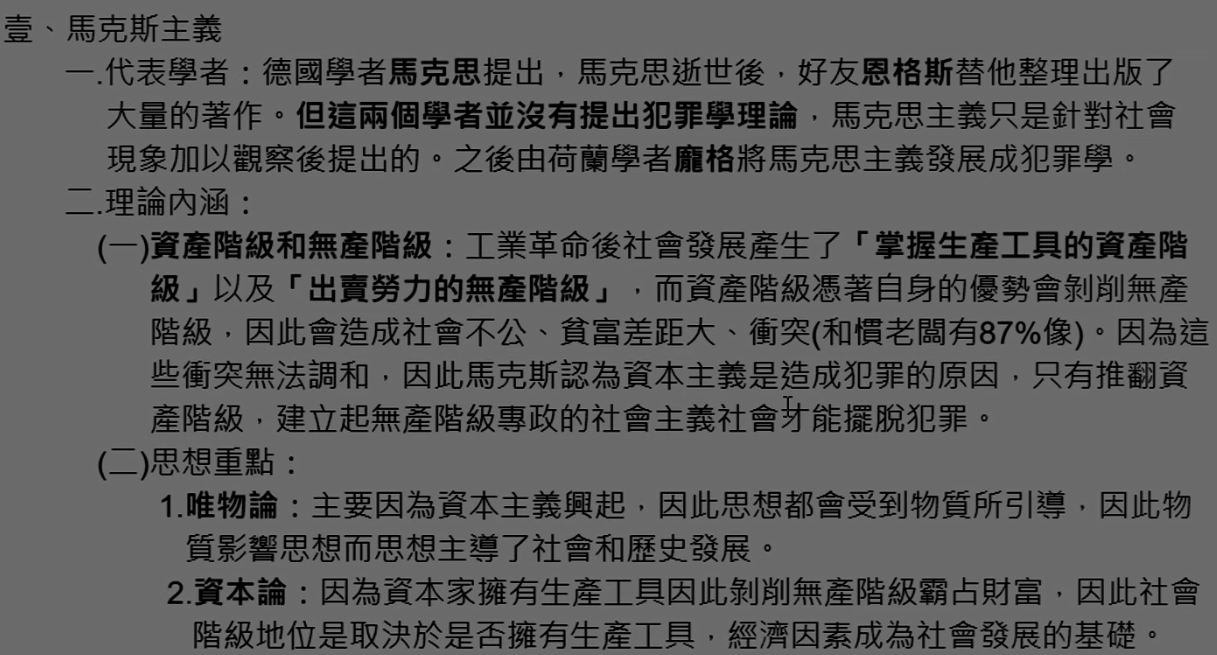 壹、馬克斯主義
一.代表學者：德國學者馬克思提出，馬克思逝世後，好友恩格斯替他整理出版了
大量的著作。但這兩個學者並沒有提出犯罪學理論，馬克思主義只是針對社會
現象加以觀察後提出的。之後由荷蘭學者龐格將馬克思主義發展成犯罪學。
二.理論內涵：
(一)資產階級和無產階級：工業革命後社會發展產生了「掌握生產工具的資產階
級」以及「出賣勞力的無產階級」，而資產階級憑著自身的優勢會剝削無產
階級，因此會造成社會不公、貧富差距大、衝突(和慣老闆有87%像)。因為這
些衝突無法調和，因此馬克斯認為資本主義是造成犯罪的原因，只有推翻資
產階級，建立起無產階級專政的社會主義社會才能擺脫犯罪。
(二)思想重點：
1.唯物論：主要因為資本主義興起，因此思想都會受到物質所引導，因此物
質影響思想而思想主導了社會和歷史發展。
2.資本論：因為資本家擁有生產工具因此剝削無產階級霸占財富，因此社會
階級地位是取決於是否擁有生產工具，經濟因素成為社會發展的基礎。